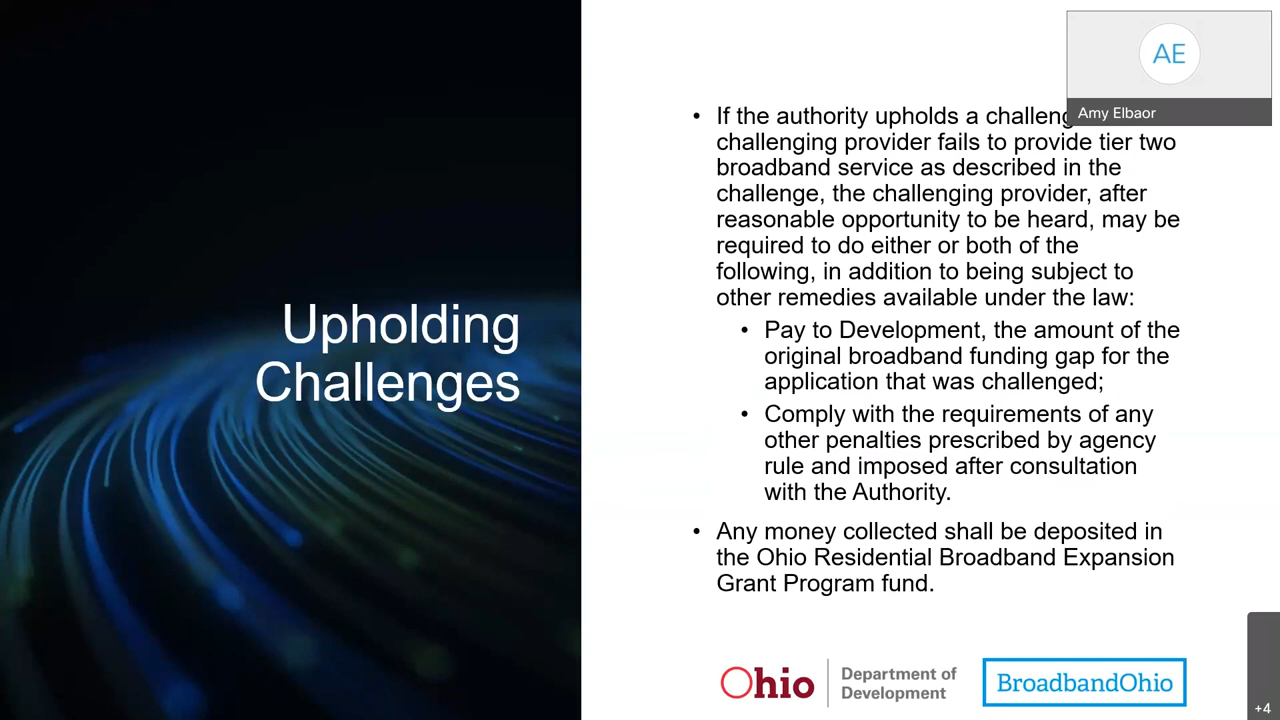 AE
Amy Elbaor
Upholding
Challenges
• If the authority upholds a challeng
challenging provider fails to provide tier two
broadband service as described in the
challenge, the challenging provider, after
reasonable opportunity to be heard, may be
required to do either or both of the
following, in addition to being subject to
other remedies available under the law:
• Pay to Development, the amount of the
original broadband funding gap for the
application that was challenged;
• Comply with the requirements of any
other penalties prescribed by agency
rule and imposed after consultation
with the Authority.
• Any money collected shall be deposited in
the Ohio Residential Broadband Expansion
Grant Program fund.
Ohio
Department of
Development
BroadbandOhio
+4